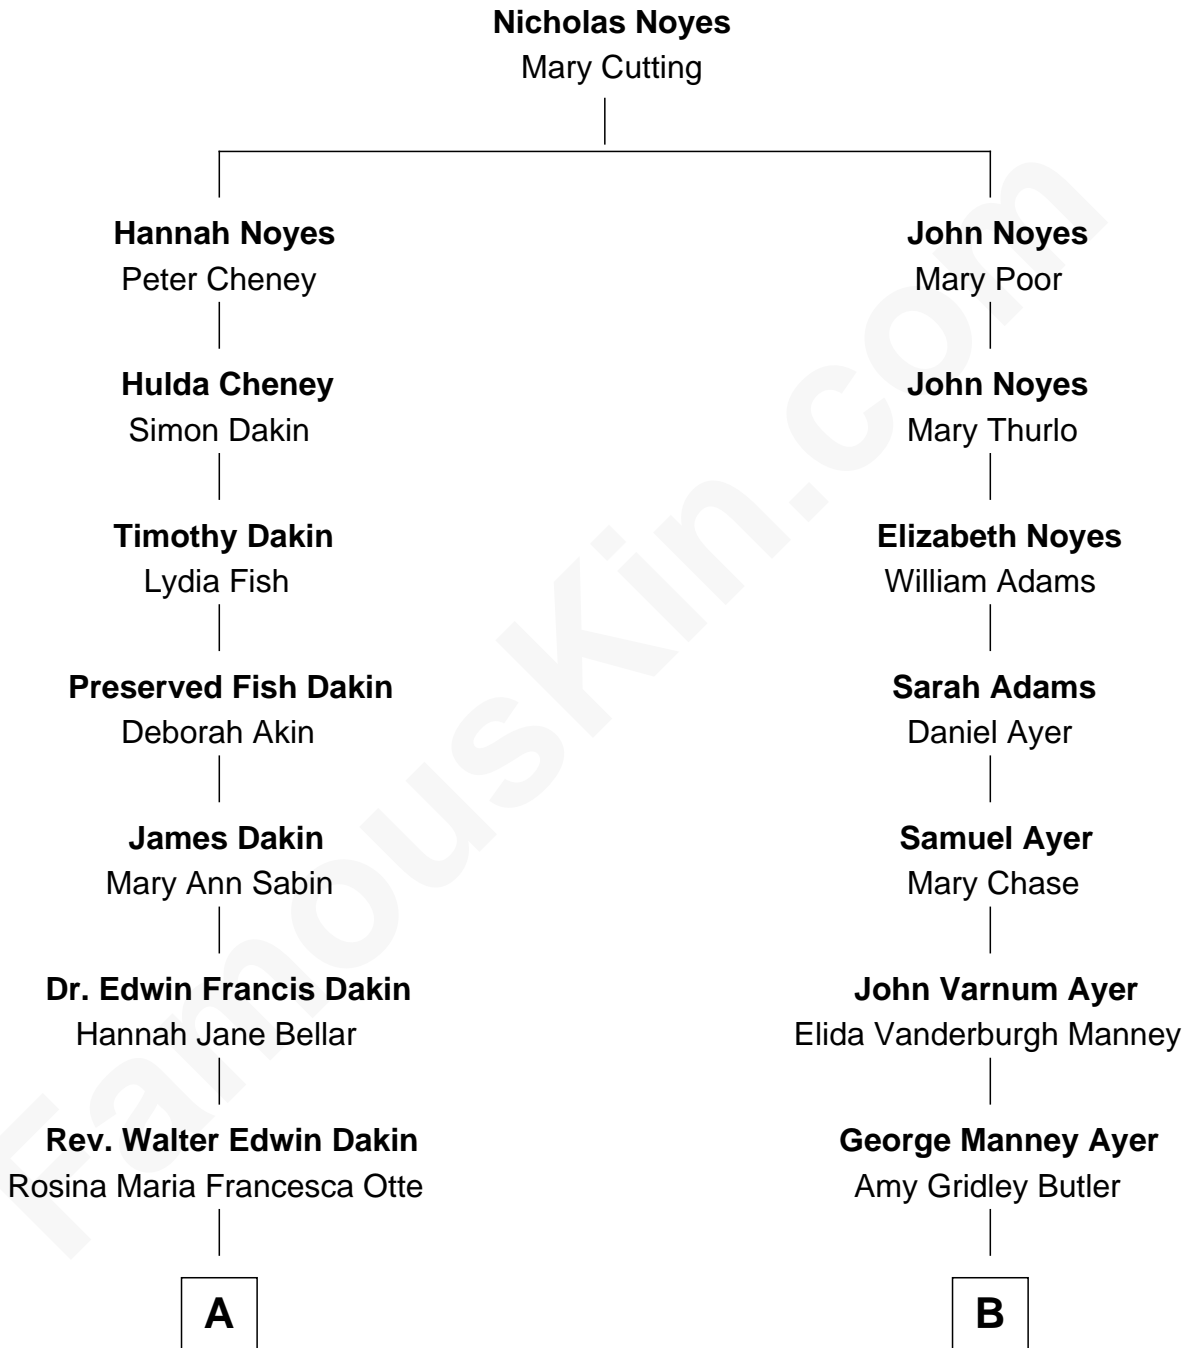 Nicholas Noyes
Mary Cutting
Hannah Noyes
Peter Cheney
John Noyes
Mary Poor
Hulda Cheney
Simon Dakin
John Noyes
Mary Thurlo
Timothy Dakin
Lydia Fish
Elizabeth Noyes
William Adams
Preserved Fish Dakin
Deborah Akin
Sarah Adams
Daniel Ayer
James Dakin
Mary Ann Sabin
Samuel Ayer
Mary Chase
Dr. Edwin Francis Dakin
Hannah Jane Bellar
John Varnum Ayer
Elida Vanderburgh Manney
Rev. Walter Edwin Dakin
Rosina Maria Francesca Otte
George Manney Ayer
Amy Gridley Butler
A
B
FamousKin.com